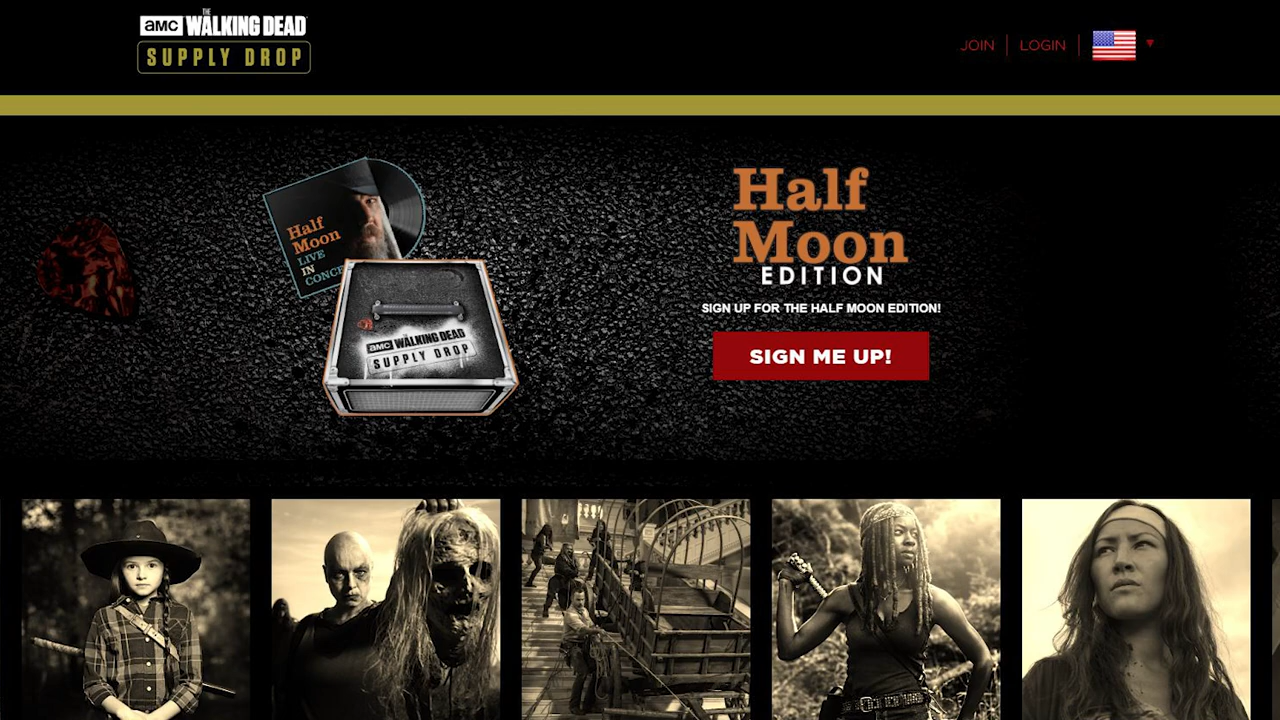 THE
aMC WALKING DEAD
SUPPLY DROP
JOIN
LOGIN
Half
Moon
LIVE
IN
aMC THE WALKING DEAD
SUPPLY DROP
Half
Moon
EDITION
SIGN UP FOR THE HALF MOON EDITION!
SIGN ME UP!